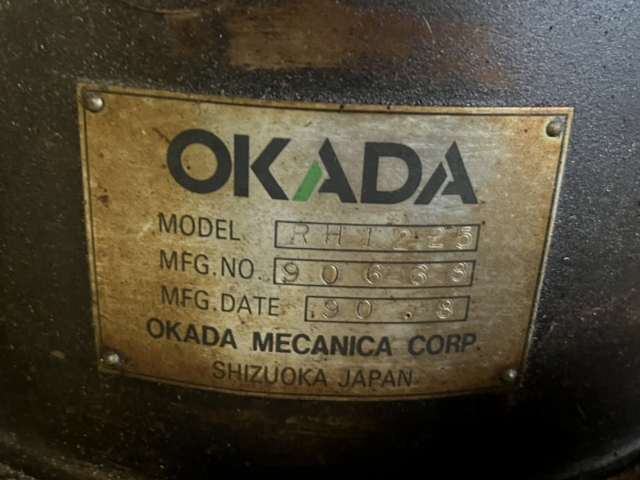 OKADA
MODEL RH1225
MFG.NO. 90668
MFG.DATE 90.8
OKADA MECANICA CORP.
SHIZUOKA JAPAN